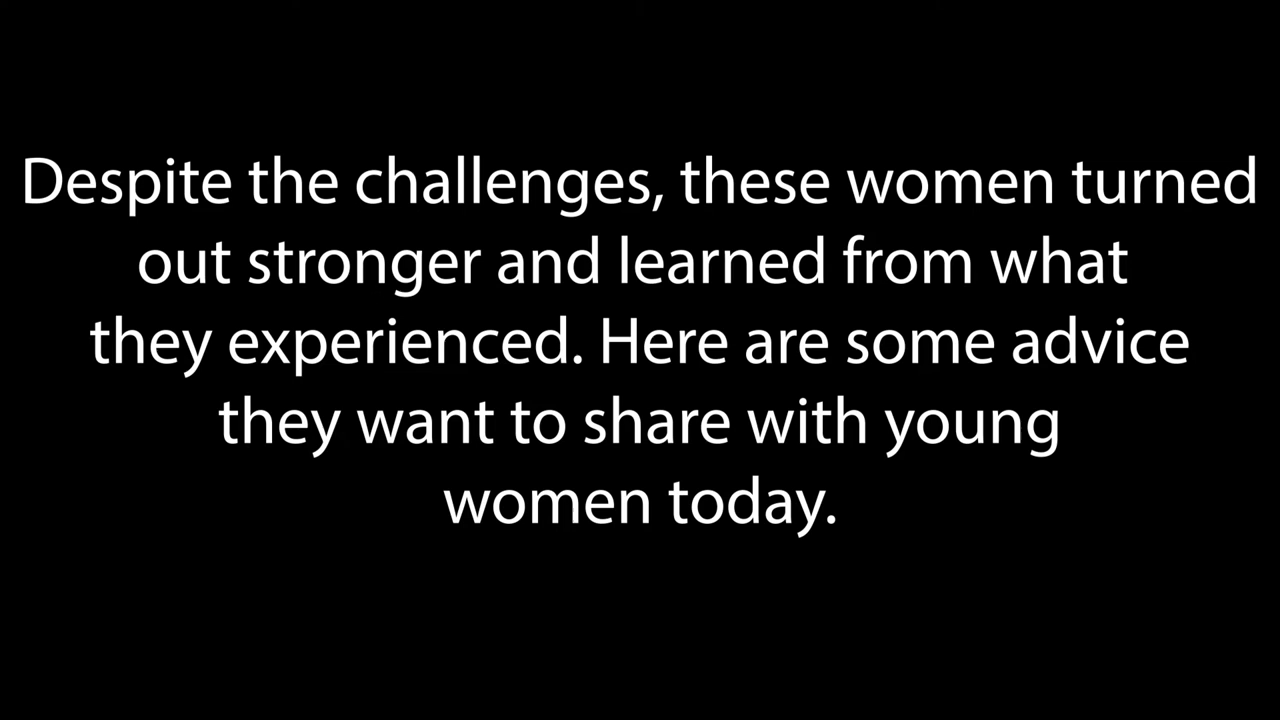 Despite the challenges, these women turned
out stronger and learned from what
they experienced. Here are some advice
they want to share with young
women today.